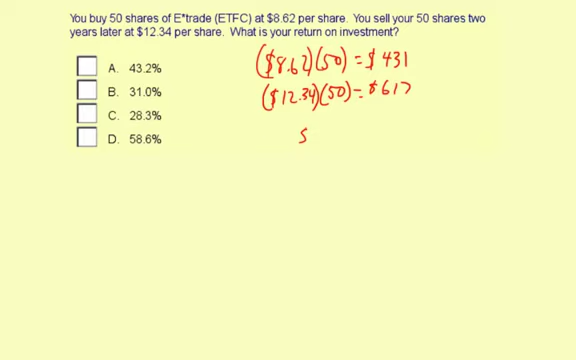 You buy 50 shares of E*trade (ETFC) at $8.62 per share. You sell your 50 shares two
years later at $12.34 per share. What is your return on investment?
A. 43.2%
B. 31.0%
C. 28.3%
D. 58.6%
($8.62)(50) = $431
($12.34)(50) = $617
S